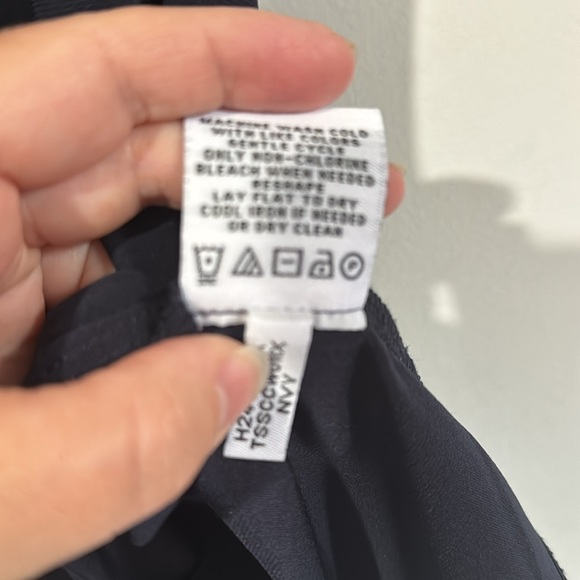 MACHINE WASH COLD
WITH LIKE COLORS
GENTLE CYCLE
ONLY NON-CHLORINE
BLEACH WHEN NEEDED
RESHAPE
LAY FLAT TO DRY
COOL IRON IF NEEDED
OR DRY CLEAN
P
H24
NVY